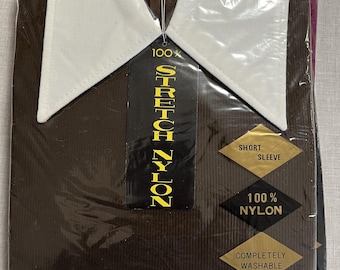 100%
STRETCH NYLON
SHORT
SLEEVE
100%
NYLON
COMPLETELY
WASHABLE